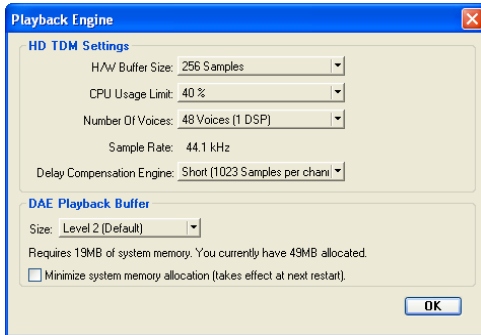 Playback Engine
HD TDM Settings
H/W Buffer Size: 256 Samples
CPU Usage Limit: 40 %
Number Of Voices: 48 Voices (1 DSP)
Sample Rate: 44.1 kHz
Delay Compensation Engine: Short (1023 Samples per chann
DAE Playback Buffer
Size: Level 2 (Default)
Requires 19MB of system memory. You currently have 49MB allocated.
Minimize system memory allocation (takes effect at next restart).
OK